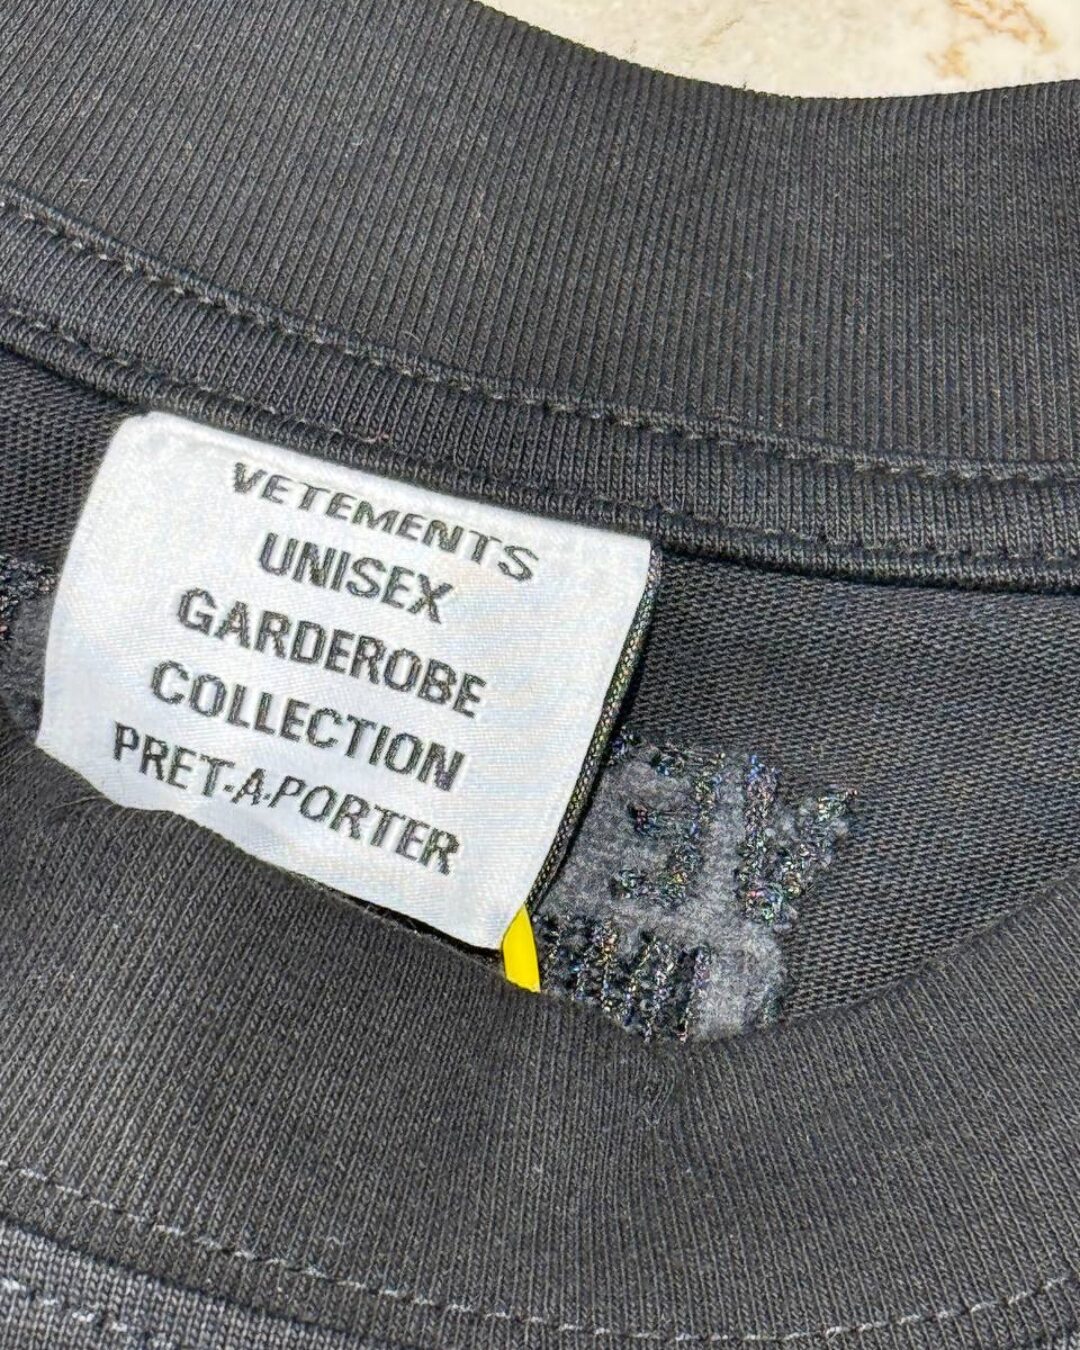 VETEMENTS
UNISEX
GARDEROBE
COLLECTION
PRET-A-PORTER